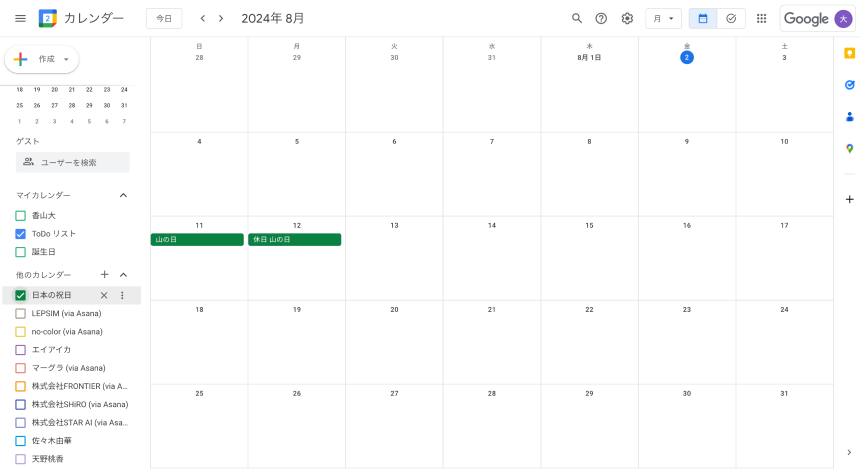 カレンダー
今日
2024年 8月
月
Google
大
作成
18 19 20 21 22 23 24
25 26 27 28 29 30 31
1 2 3 4 5 6 7
ゲスト
ユーザーを検索
マイカレンダー
香山大
ToDo リスト
誕生日
他のカレンダー
日本の祝日
LEPSIM (via Asana)
no-color (via Asana)
エイアイカ
マーグラ (via Asana)
株式会社FRONTIER (via A...
株式会社SHiRO (via Asana)
株式会社STAR AI (via Asa...
佐々木由華
天野桃香
日 月 火 水 木 金 土
28 29 30 31 8月 1日 2 3
4 5 6 7 8 9 10
11 12 13 14 15 16 17
山の日 休日 山の日
18 19 20 21 22 23 24
25 26 27 28 29 30 31